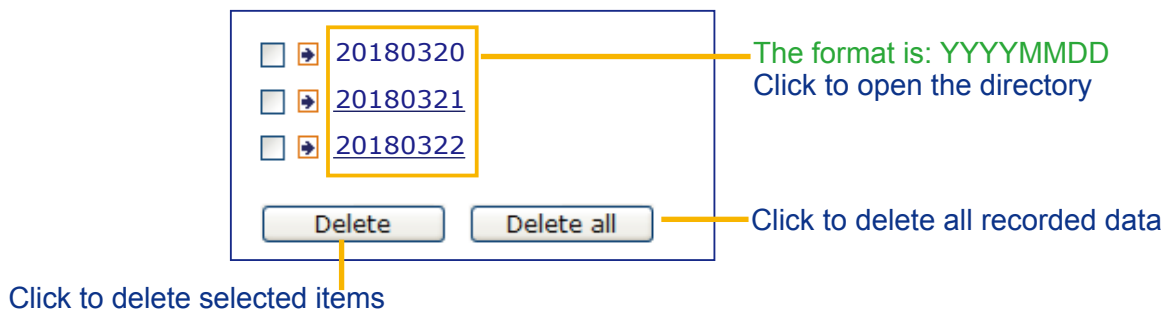 20180320
The format is: YYYYMMDD
Click to open the directory
20180321
20180322
Delete
Delete all
Click to delete all recorded data
Click to delete selected items